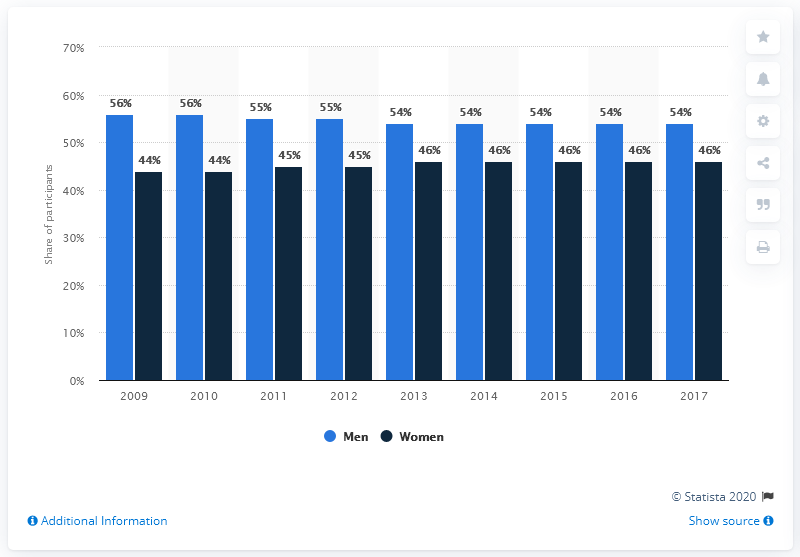 70%
60%
50%
40%
30%
20%
10%
0%
Share of participants
56% 44% 56% 44% 55% 45% 55% 45% 54% 46% 54% 46% 54% 46% 54% 46% 54% 46%
2009 2010 2011 2012 2013 2014 2015 2016 2017
Men Women
© Statista 2020
Additional Information
Show source